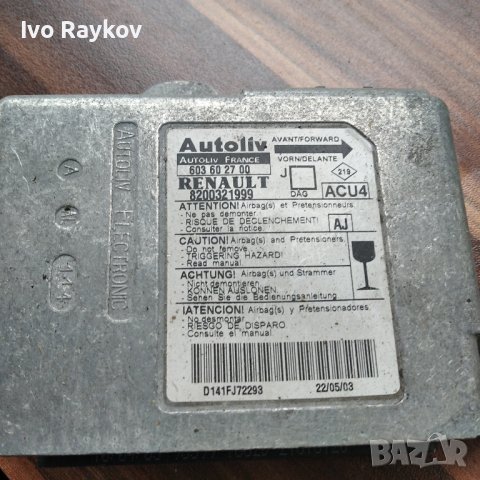 Ivo Raykov
AUTOLIV ELECTRONIC
A
Autoliv
AVANT/FORWARD
AUTOLIV FRANCE
VORN/DELANTE
603 60 27 00
J
219
RENAULT
DAG
ACU4
8200321999
ATTENTION! Airbag(s) et Pretensionneurs
- Ne pas demonter
- RISQUE DE DECLENCHEMENT!
AJ
- Consulter la notice
CAUTION! Airbag(s) and Pretensioners
- Do not remove
- TRIGGERING HAZARD!
- Read manual
ACHTUNG! Airbag(s) und Strammer
- Nicht demontieren
- KONNEN AUSLÖNEN
- Sehen Sie die Bedienungsanleitung
!ATENCION! Airbag(s) y Pretensionadores
- No desmontar
- RIESGO DE DISPARO
- Consulte el manual
D141FJ72293
22/05/03
bazar